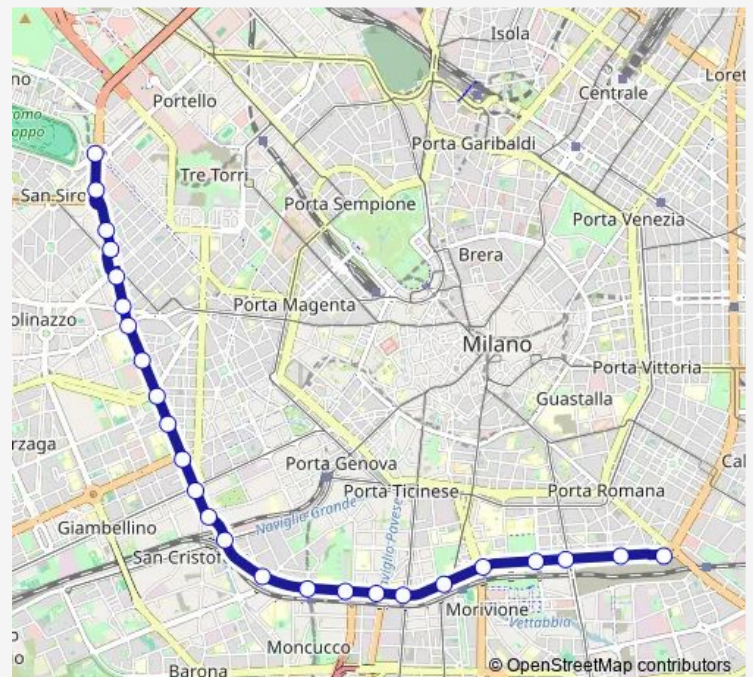 Isola
no
Centrale
Loret
Portello
omo
oppo
Porta Garibaldi
Tre Torri
San Siro
Porta Sempione
Porta Venezia
Brera
Porta Magenta
olinazzo
Milano
Porta Vittoria
Guastalla
rzaga
Cal
Porta Genova
Porta Ticinese
Porta Romana
Naviglio Grande
Naviglio Pavese
Giambellino
San Cristof
Morivione
Vettabbia
Moncucco
o
Barona
© OpenStreetMap contributors